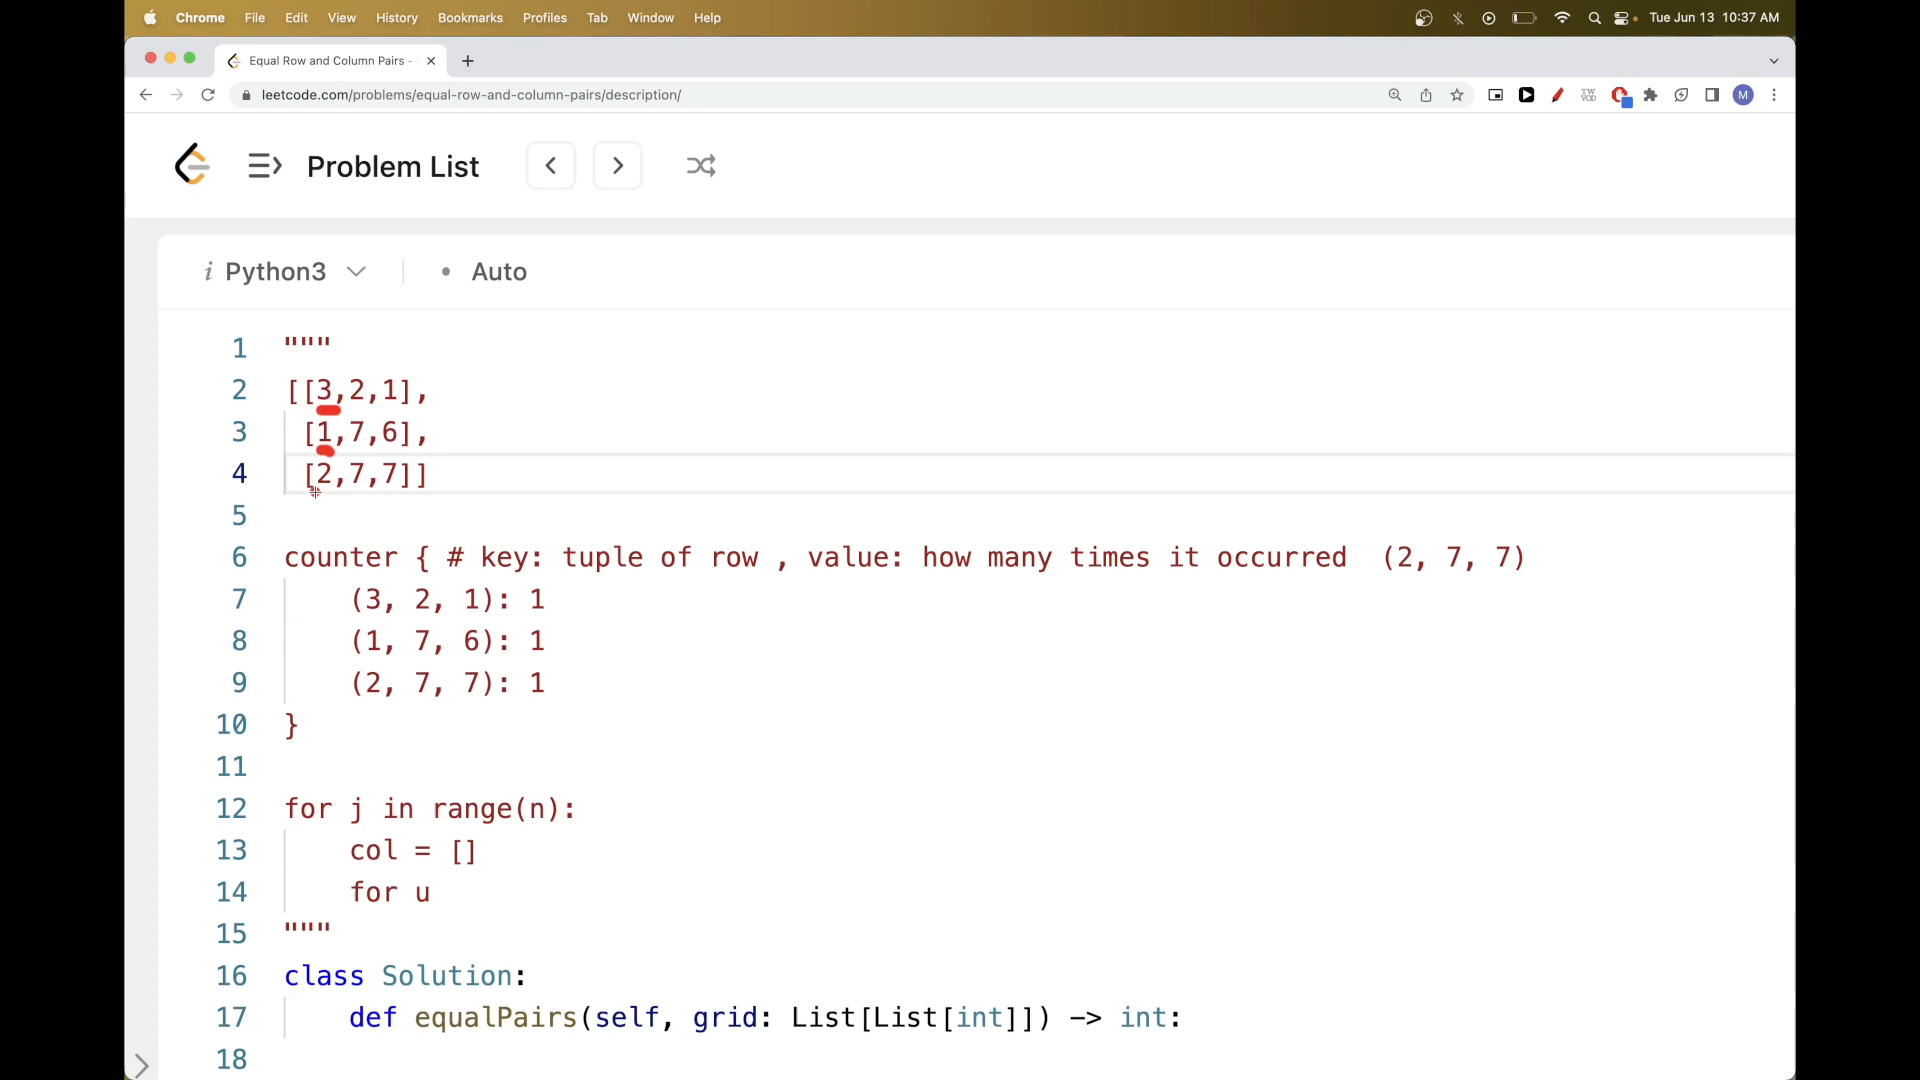 Chrome File Edit View History Bookmarks Profiles Tab Window Help Tue Jun 13 10:37 AM
Equal Row and Column Pairs -
leetcode.com/problems/equal-row-and-column-pairs/description/ TW VOD M
Problem List
i Python3 • Auto
1 """
2 [[3,2,1],
3 [1,7,6],
4 [2,7,7]]
5
6 counter { # key: tuple of row , value: how many times it occurred (2, 7, 7)
7 (3, 2, 1): 1
8 (1, 7, 6): 1
9 (2, 7, 7): 1
10 }
11
12 for j in range(n):
13 col = []
14 for u
15 """
16 class Solution:
17 def equalPairs(self, grid: List[List[int]]) -> int:
18